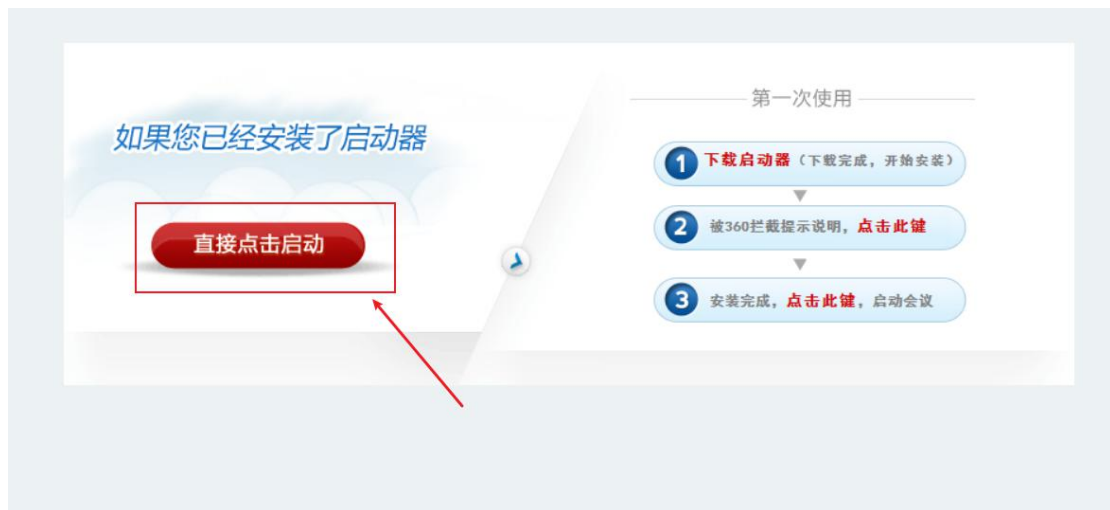 如果您已经安装了启动器
直接点击启动
第一次使用
1 下载启动器（下载完成，开始安装）
2 被360拦截提示说明，点击此键
3 安装完成，点击此键，启动会议